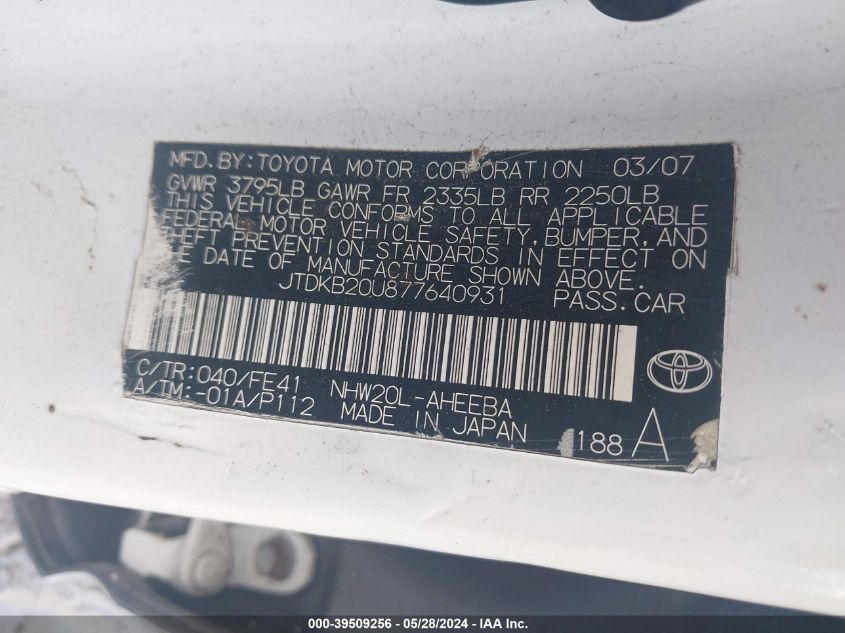 MFD. BY: TOYOTA MOTOR CORPORATION 03/07
GVWR 3795LB GAWR FR 2335LB RR 2250LB
THIS VEHICLE CONFORMS TO ALL APPLICABLE
FEDERAL MOTOR VEHICLE SAFETY, BUMPER, AND
THEFT PREVENTION STANDARDS IN EFFECT ON
THE DATE OF MANUFACTURE SHOWN ABOVE.
JTDKB20U877640931 PASS. CAR
C/TR: 040/FE41 NHW20L-AHEEBA
A/TM: -01A/P112 MADE IN JAPAN 188 A
000-39509256 - 05/28/2024 - IAA Inc.